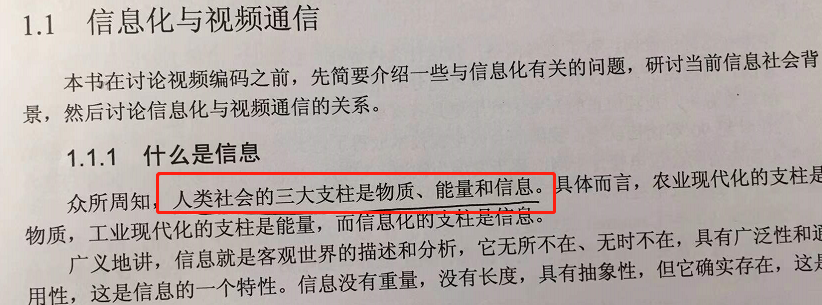 1.1 信息化与视频通信
本书在讨论视频编码之前，先简要介绍一些与信息化有关的问题，研讨当前信息社会背
景，然后讨论信息化与视频通信的关系。
1.1.1 什么是信息
众所周知，人类社会的三大支柱是物质、能量和信息。具体而言，农业现代化的支柱是
物质，工业现代化的支柱是能量，而信息化的支柱是信息。
广义地讲，信息就是客观世界的描述和分析，它无所不在、无时不在，具有广泛性和通
用性，这是信息的一个特性。信息没有重量，没有长度，具有抽象性，但它确实存在，这是